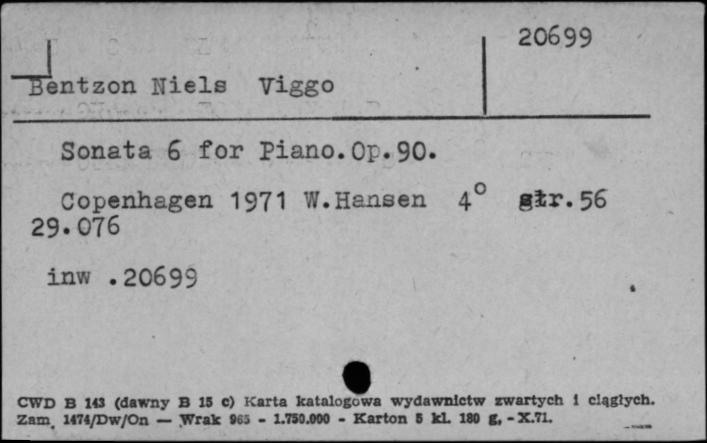 20699
Bentzon Niels Viggo
Sonata 6 for Piano.Op.90.
Copenhagen 1971 W.Hansen 4° str.56
29.076
inw .20699
CWD B 143 (dawny B 15 c) Karta katalogowa wydawnictw zwartych i ciągłych.
Zam. 1474/Dw/On — Wrak 965 - 1.750.000 - Karton 5 kl. 180 g. - X.71.